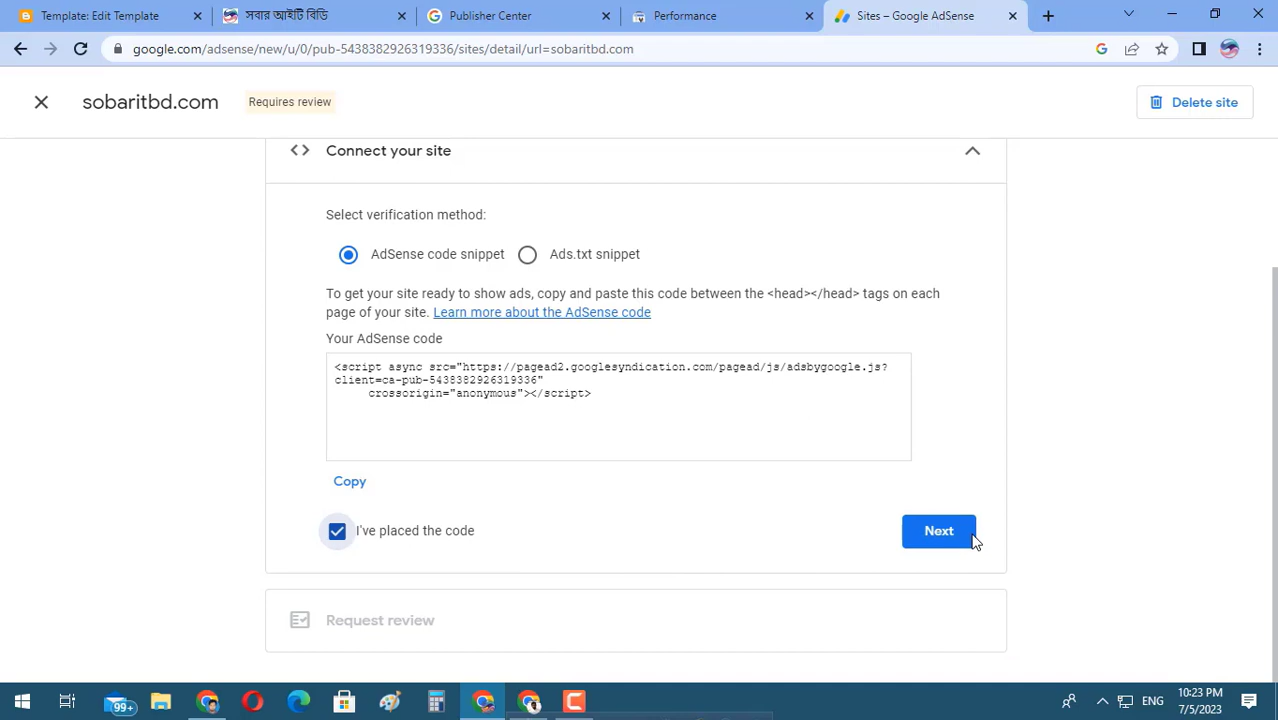 Template: Edit Template
সবার আইটি বিডি
Publisher Center
Performance
Sites – Google AdSense
google.com/adsense/new/u/0/pub-5438382926319336/sites/detail/url=sobaritbd.com
sobaritbd.com
Requires review
Delete site
Connect your site
Select verification method:
AdSense code snippet
Ads.txt snippet
To get your site ready to show ads, copy and paste this code between the <head></head> tags on each
page of your site. Learn more about the AdSense code
Your AdSense code
<script async src="https://pagead2.googlesyndication.com/pagead/js/adsbygoogle.js?
client=ca-pub-5438382926319336"
crossorigin="anonymous"></script>
Copy
I've placed the code
Next
Request review
99+
ENG
10:23 PM
7/5/2023